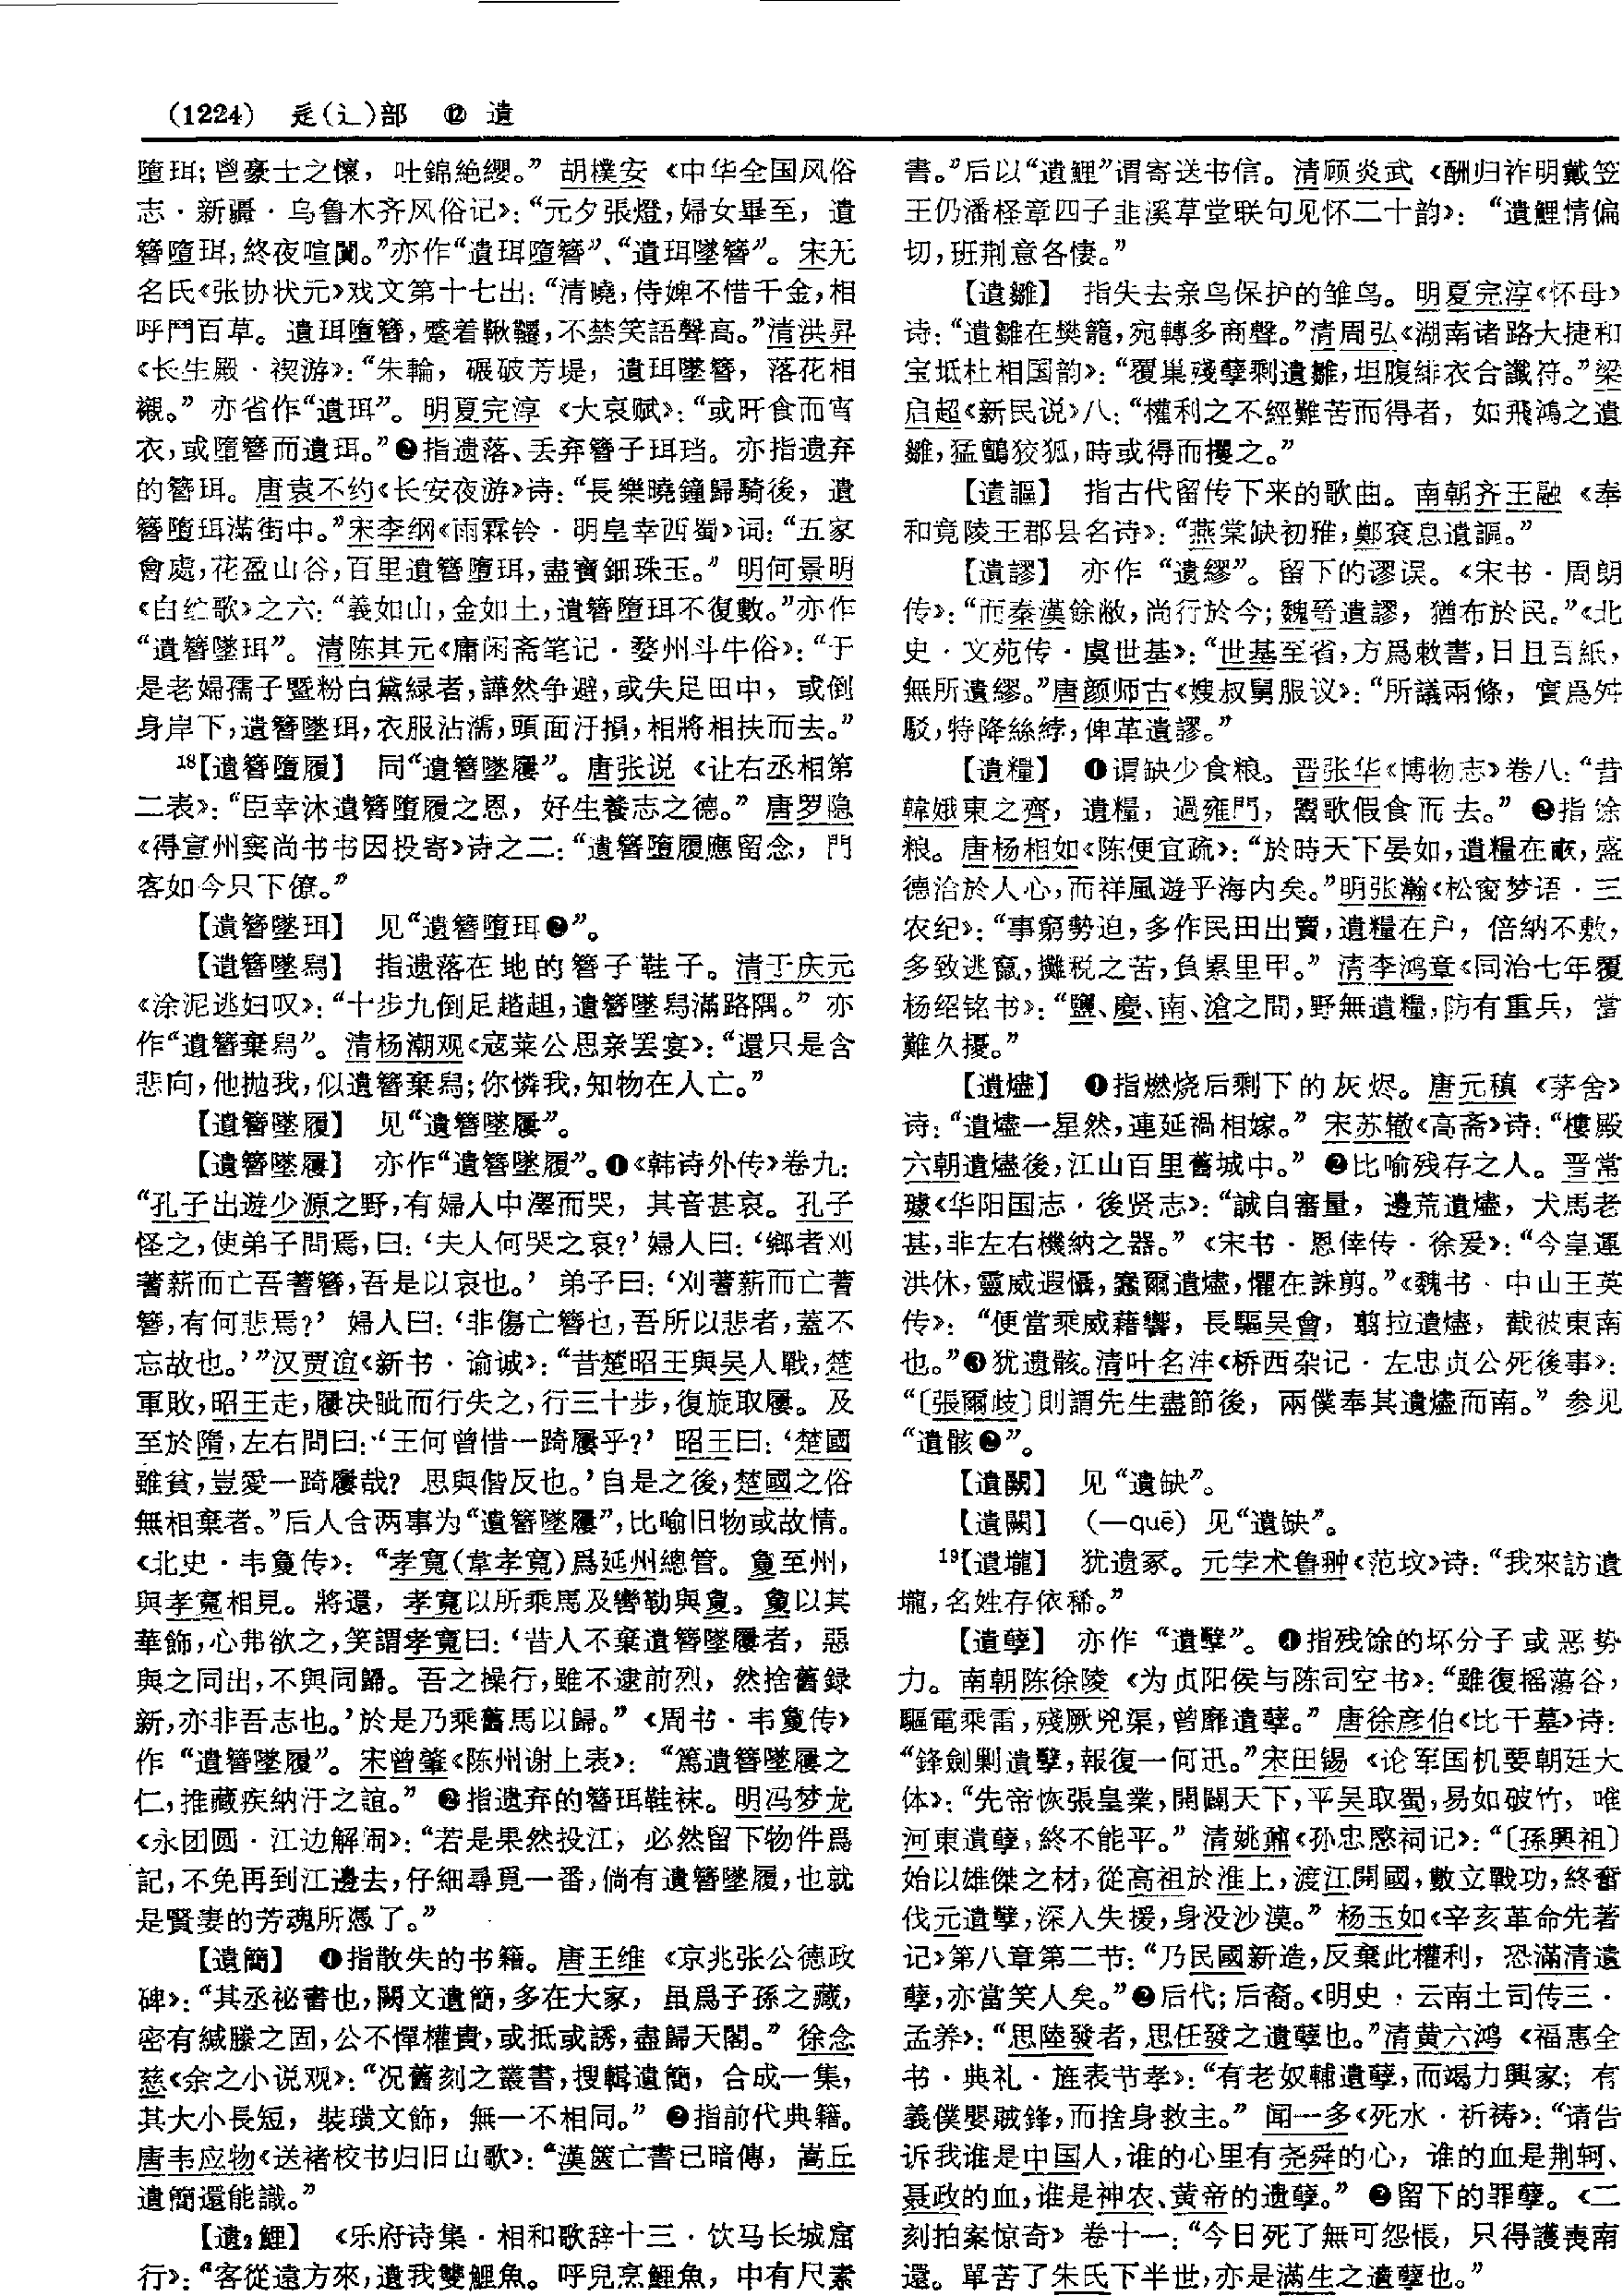 (1224) 辵(辶)部 ⑫ 遺
墮珥;鬯豪士之懷，吐錦絶纓。” 胡樸安《中华全国风俗
志·新疆·乌鲁木齐风俗记》：“元夕張燈，婦女畢至，遺
簪墮珥，終夜喧闐。”亦作“遺珥墮簪”、“遺珥墜簪”。宋无
名氏《张协状元》戏文第十七出：“清曉，侍婢不惜千金，相
呼鬥百草。遺珥墮簪，蹙着鞦韆，不禁笑語聲高。”清洪昇
《长生殿·禊游》：“朱輪，碾破芳堤，遺珥墜簪，落花相
襯。” 亦省作“遺珥”。明夏完淳《大哀赋》：“或旰食而宵
衣，或墮簪而遺珥。”❷指遗落、丢弃簪子珥珰。亦指遗弃
的簪珥。唐袁不约《长安夜游》诗：“長樂曉鐘歸騎後，遺
簪墮珥滿街中。”宋李纲《雨霖铃·明皇幸西蜀》词：“五家
會處，花盈山谷，百里遺簪墮珥，盡寶鈿珠玉。” 明何景明
《白纻歌》之六：“義如山，金如土，遺簪墮珥不復數。”亦作
“遺簪墜珥”。清陈其元《庸闲斋笔记·婺州斗牛俗》：“于
是老婦孺子暨粉白黛緑者，譁然争避，或失足田中，或倒
身岸下，遺簪墜珥，衣服沾濡，頭面汙損，相將相扶而去。”
18【遺簪墮履】 同“遺簪墜屨”。唐张说《让右丞相第
二表》：“臣幸沐遺簪墮履之恩，好生養志之德。” 唐罗隐
《得宣州窦尚书书因投寄》诗之二：“遺簪墮履應留念，門
客如今只下僚。”
【遺簪墜珥】 见“遺簪墮珥❷”。
【遺簪墜舄】 指遗落在地的簪子鞋子。清丁庆元
《涂泥逃妇叹》：“十步九倒足趦趄，遺簪墜舄滿路隅。” 亦
作“遺簪棄舄”。清杨潮观《寇莱公思亲罢宴》：“還只是含
悲向，他抛我，似遺簪棄舄；你憐我，知物在人亡。”
【遺簪墜履】 见“遺簪墜屨”。
【遺簪墜屨】 亦作“遺簪墜履”。❶《韩诗外传》卷九：
“孔子出遊少源之野，有婦人中澤而哭，其音甚哀。孔子
怪之，使弟子問焉，曰：‘夫人何哭之哀？’婦人曰：‘鄉者刈
蓍薪而亡吾蓍簪，吾是以哀也。’ 弟子曰：‘刈蓍薪而亡蓍
簪，有何悲焉？’ 婦人曰：‘非傷亡簪也，吾所以悲者，蓋不
忘故也。’”汉贾谊《新书·谕诚》：“昔楚昭王與吴人戰，楚
軍敗，昭王走，屨决眦而行失之，行三十步，復旋取屨。及
至於隋，左右問曰：‘王何曾惜一踦屨乎？’ 昭王曰：‘楚國
雖貧，豈愛一踦屨哉？ 思與偕反也。’自是之後，楚國之俗
無相棄者。”后人合两事为“遺簪墜屨”，比喻旧物或故情。
《北史·韦敻传》：“孝寬（韋孝寬）爲延州總管。敻至州，
與孝寬相見。將還，孝寬以所乘馬及轡勒與敻。敻以其
華飾，心弗欲之，笑謂孝寬曰：‘昔人不棄遺簪墜屨者，惡
與之同出，不與同歸。吾之操行，雖不逮前烈，然捨舊録
新，亦非吾志也。’於是乃乘舊馬以歸。”《周书·韦敻传》
作“遺簪墜履”。宋曾肇《陈州谢上表》：“篤遺簪墜屨之
仁，推藏疾納汙之誼。” ❷指遗弃的簪珥鞋袜。明冯梦龙
《永团圆·江边解闹》：“若是果然投江，必然留下物件爲
記，不免再到江邊去，仔細尋覓一番，倘有遺簪墜履，也就
是賢妻的芳魂所憑了。”
【遺簡】 ❶指散失的书籍。唐王维《京兆张公德政
碑》：“其丞祕書也，闕文遺簡，多在大家，虽爲子孫之藏，
密有緘縢之固，公不憚權貴，或抵或誘，盡歸天閣。” 徐念
慈《余之小说观》：“况舊刻之叢書，搜輯遺簡，合成一集，
其大小長短，裝璜文飾，無一不相同。” ❷指前代典籍。
唐韦应物《送褚校书归旧山歌》：“漢篋亡書已暗傳，嵩丘
遺簡還能識。”
【遺₂鯉】 《乐府诗集·相和歌辞十三·饮马长城窟
行》：“客從遠方來，遺我雙鯉魚。呼兒烹鯉魚，中有尺素
書。”后以“遺鯉”谓寄送书信。清顾炎武《酬归祚明戴笠
王仍潘柽章四子韭溪草堂联句见怀二十韵》：“遺鯉情偏
切，班荆意各悽。”
【遺雛】 指失去亲鸟保护的雏鸟。明夏完淳《怀母》
诗：“遺雛在樊籠，宛轉多商聲。”清周弘《湖南诸路大捷和
宝坻杜相国韵》：“覆巢殘孽剩遺雛，坦腹緋衣合讖符。”梁
启超《新民说》八：“權利之不經難苦而得者，如飛鴻之遺
雛，猛鸇狡狐，時或得而攫之。”
【遺謳】 指古代留传下来的歌曲。南朝齐王融《奉
和竟陵王郡县名诗》：“燕棠缺初雅，鄭衮息遺謳。”
【遺謬】 亦作“遺繆”。留下的谬误。《宋书·周朗
传》：“而秦漢餘敝，尚行於今；魏晉遺謬，猶布於民。”《北
史·文苑传·虞世基》：“世基至省，方爲敕書，日且百紙，
無所遺繆。”唐颜师古《嫂叔舅服议》：“所議兩條，實爲舛
駁，特降絲綍，俾革遺謬。”
【遺糧】 ❶谓缺少食粮。晋张华《博物志》卷八：“昔
韓娥東之齊，遺糧，過雍門，鬻歌假食而去。” ❷指馀
粮。唐杨相如《陈便宜疏》：“於時天下晏如，遺糧在畝，盛
德洽於人心，而祥風遊乎海内矣。”明张瀚《松窗梦语·三
农纪》：“事窮勢迫，多作民田出賣，遺糧在户，倍納不敷，
多致逃竄，攤税之苦，負累里甲。” 清李鸿章《同治七年覆
杨绍铭书》：“鹽、慶、南、滄之間，野無遺糧，防有重兵，當
難久擾。”
【遺燼】 ❶指燃烧后剩下的灰烬。唐元稹《茅舍》
诗：“遺燼一星然，連延禍相嫁。” 宋苏辙《高斋》诗：“樓殿
六朝遺燼後，江山百里舊城中。” ❷比喻残存之人。晋常
璩《华阳国志·後贤志》：“誠自審量，邊荒遺燼，犬馬老
甚，非左右機納之器。”《宋书·恩倖传·徐爰》：“今皇運
洪休，靈威遐懾，蠢爾遺燼，懼在誅剪。”《魏书·中山王英
传》：“便當乘威藉響，長驅吴會，翦拉遺燼，截彼東南
也。”❸犹遗骸。清叶名沣《桥西杂记·左忠贞公死後事》：
“〔張爾歧〕則謂先生盡節後，兩僕奉其遺燼而南。” 参见
“遺骸❷”。
【遺闕】 见“遺缺”。
【遺闕】 （—quē）见“遺缺”。
19【遺壠】 犹遗冢。元孛术鲁翀《范坟》诗：“我來訪遺
壠，名姓存依稀。”
【遺孽】 亦作“遺孼”。❶指残馀的坏分子或恶势
力。南朝陈徐陵《为贞阳侯与陈司空书》：“雖復摇蕩谷，
驅電乘雷，殘厥兇渠，曾靡遺孽。” 唐徐彦伯《比干墓》诗：
“鋒劍剿遺孽，報復一何迅。”宋田锡《论军国机要朝廷大
体》：“先帝恢張皇業，開闢天下，平吴取蜀，易如破竹，唯
河東遺孽，終不能平。” 清姚鼐《孙忠愍祠记》：“〔孫興祖〕
始以雄傑之材，從高祖於淮上，渡江開國，數立戰功，終奮
伐元遺孽，深入失援，身没沙漠。” 杨玉如《辛亥革命先著
记》第八章第二节：“乃民國新造，反棄此權利，恐滿清遺
孽，亦當笑人矣。”❷后代；后裔。《明史·云南土司传三·
孟养》：“思陸發者，思任發之遺孽也。”清黄六鸿《福惠全
书·典礼·旌表节孝》：“有老奴輔遺孽，而竭力興家；有
義僕嬰賊鋒，而捨身救主。” 闻一多《死水·祈祷》：“请告
诉我谁是中国人，谁的心里有尧舜的心，谁的血是荆轲、
聂政的血，谁是神农、黄帝的遗孽。” ❷留下的罪孽。《二
刻拍案惊奇》卷十一：“今日死了無可怨悵，只得護喪南
還。單苦了朱氏下半世，亦是滿生之遺孽也。”